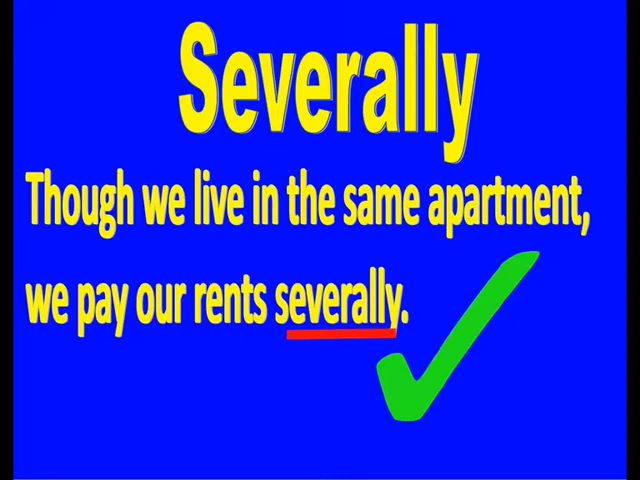 Severally
Though we live in the same apartment,
we pay our rents severally.